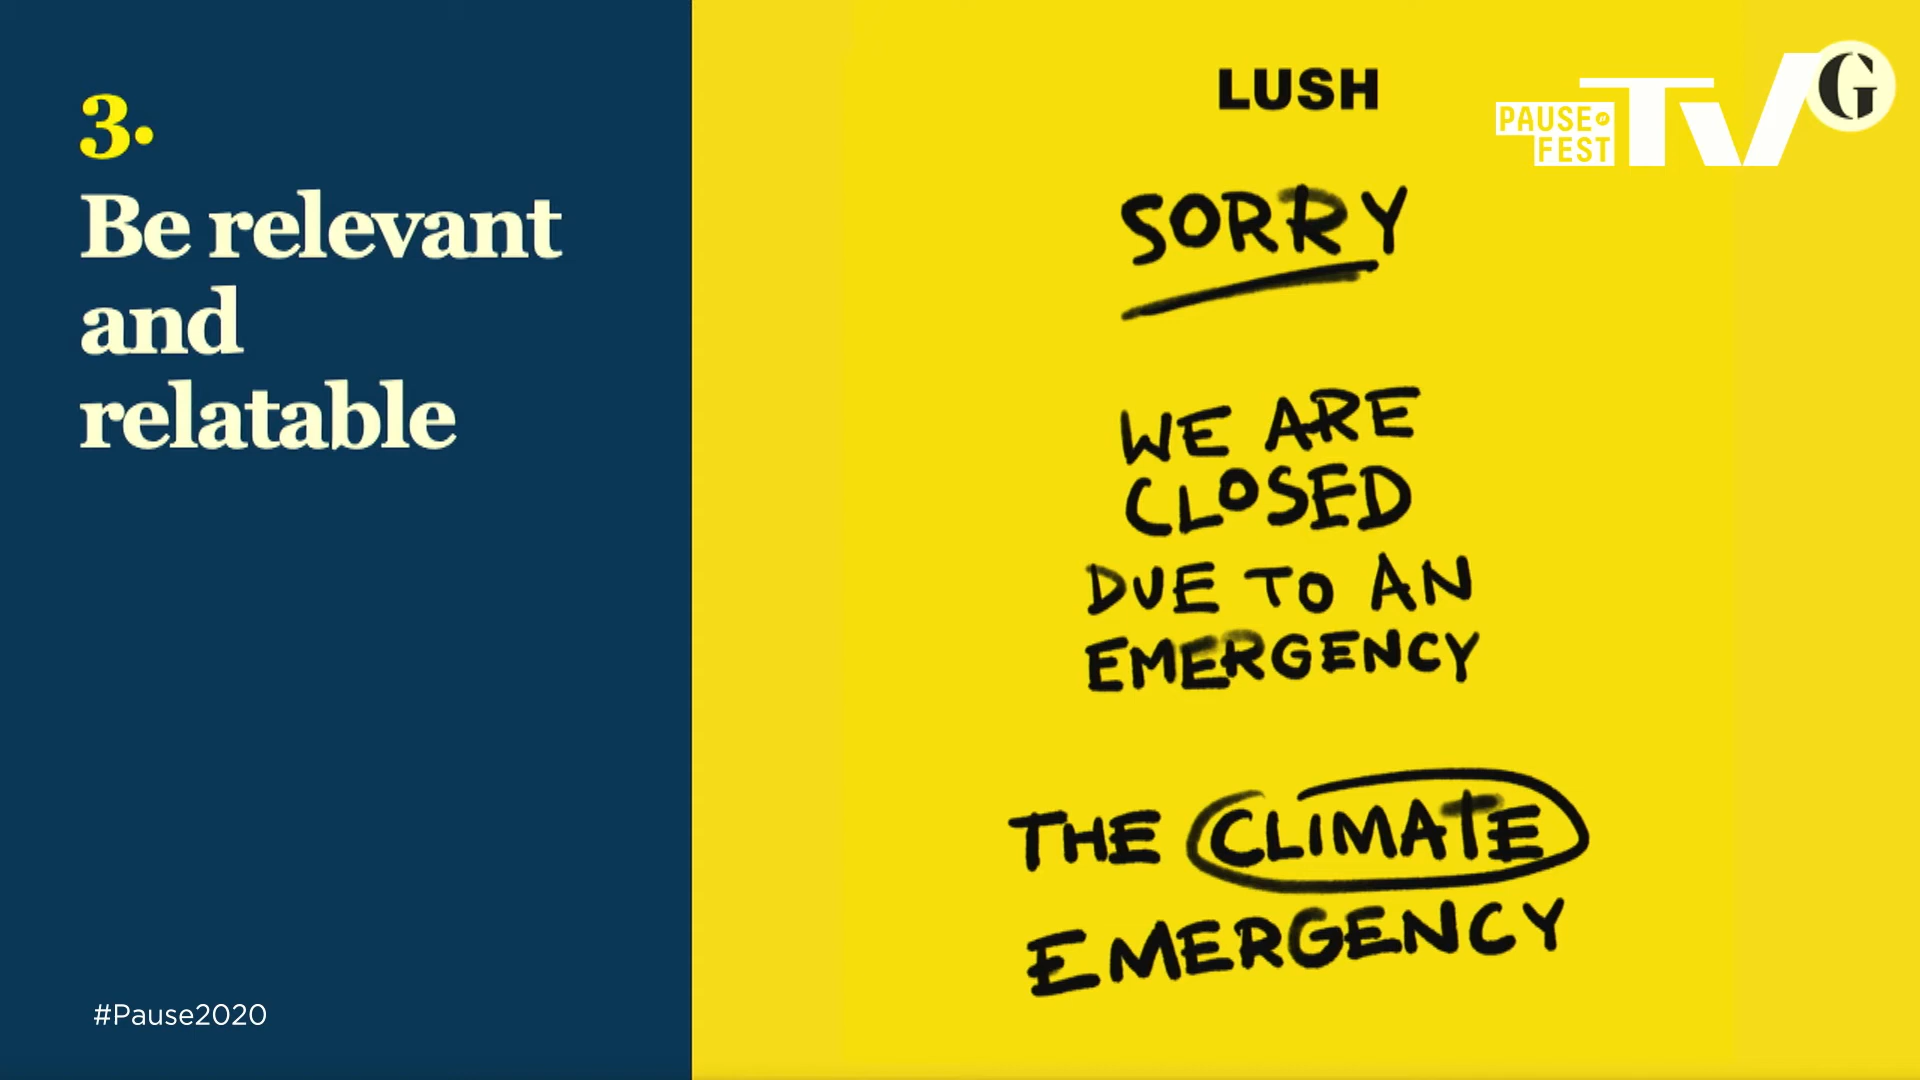 3.
Be relevant
and
relatable
#Pause2020
LUSH
SORRY
WE ARE
CLOSED
DUE TO AN
EMERGENCY
THE CLIMATE
EMERGENCY
PAUSE
FEST
TV
G